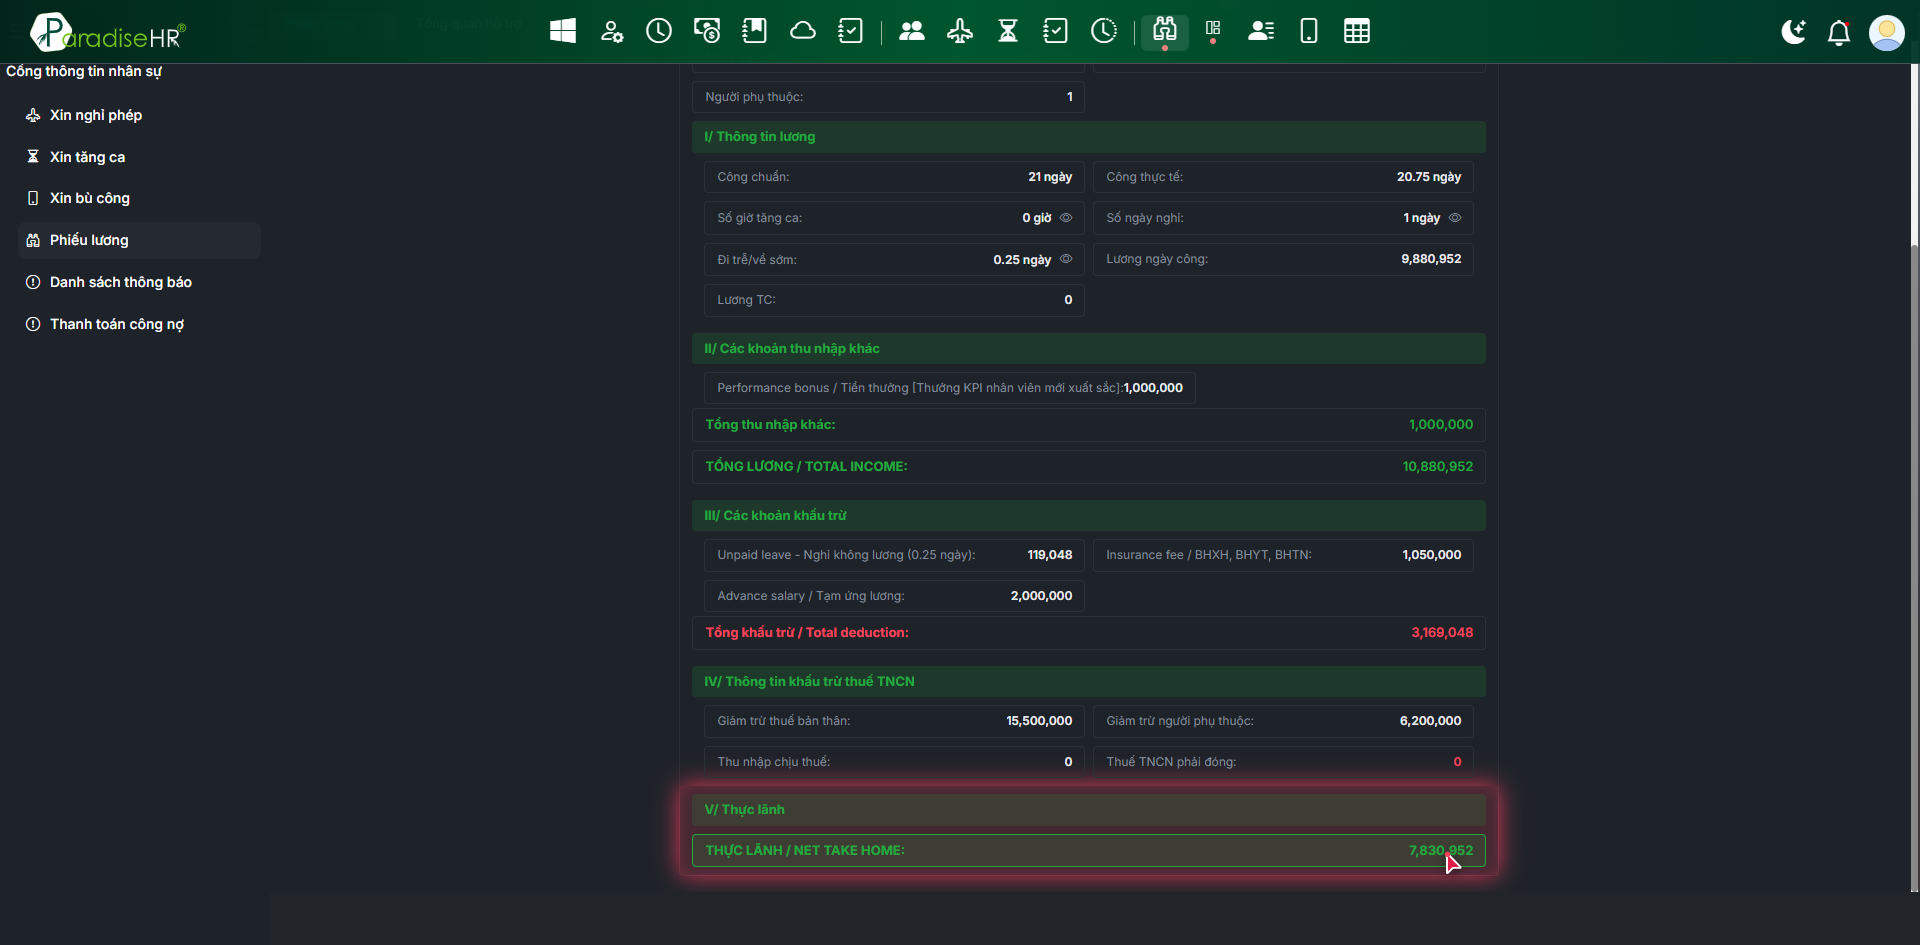 ParadiseHR®
Cổng thông tin nhân sự
Xin nghỉ phép
Xin tăng ca
Xin bù công
Phiếu lương
Danh sách thông báo
Thanh toán công nợ
Người phụ thuộc: 1
I/ Thông tin lương
Công chuẩn: 21 ngày Công thực tế: 20.75 ngày
Số giờ tăng ca: 0 giờ Số ngày nghỉ: 1 ngày
Đi trễ/về sớm: 0.25 ngày Lương ngày công: 9,880,952
Lương TC: 0
II/ Các khoản thu nhập khác
Performance bonus / Tiền thưởng [Thưởng KPI nhân viên mới xuất sắc]:1,000,000
Tổng thu nhập khác: 1,000,000
TỔNG LƯƠNG / TOTAL INCOME: 10,880,952
III/ Các khoản khấu trừ
Unpaid leave - Nghỉ không lương (0.25 ngày): 119,048 Insurance fee / BHXH, BHYT, BHTN: 1,050,000
Advance salary / Tạm ứng lương: 2,000,000
Tổng khấu trừ / Total deduction: 3,169,048
IV/ Thông tin khấu trừ thuế TNCN
Giảm trừ thuế bản thân: 15,500,000 Giảm trừ người phụ thuộc: 6,200,000
Thu nhập chịu thuế: 0 Thuế TNCN phải đóng: 0
V/ Thực lãnh
THỰC LÃNH / NET TAKE HOME: 7,830,952